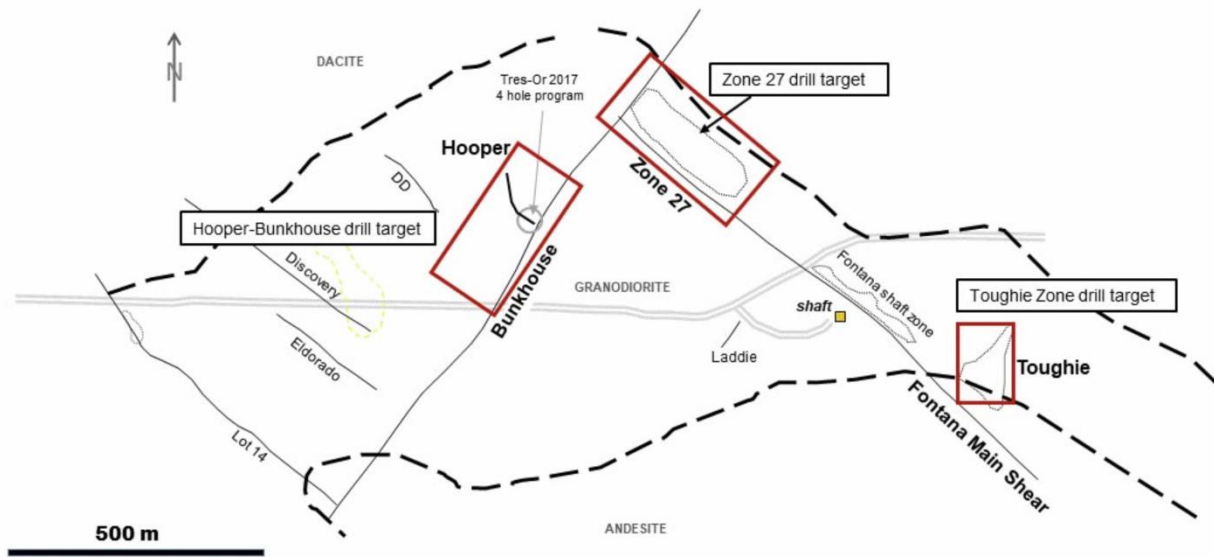 N
DACITE
Tres-Or 2017
4 hole program
Zone 27 drill target
Hooper
Zone 27
DD
Hooper-Bunkhouse drill target
Discovery
Bunkhouse
GRANODIORITE
Fontana shaft zone
Toughie Zone drill target
shaft
Eldorado
Laddie
Toughie
Fontana Main Shear
Lot 14
ANDESITE
500 m